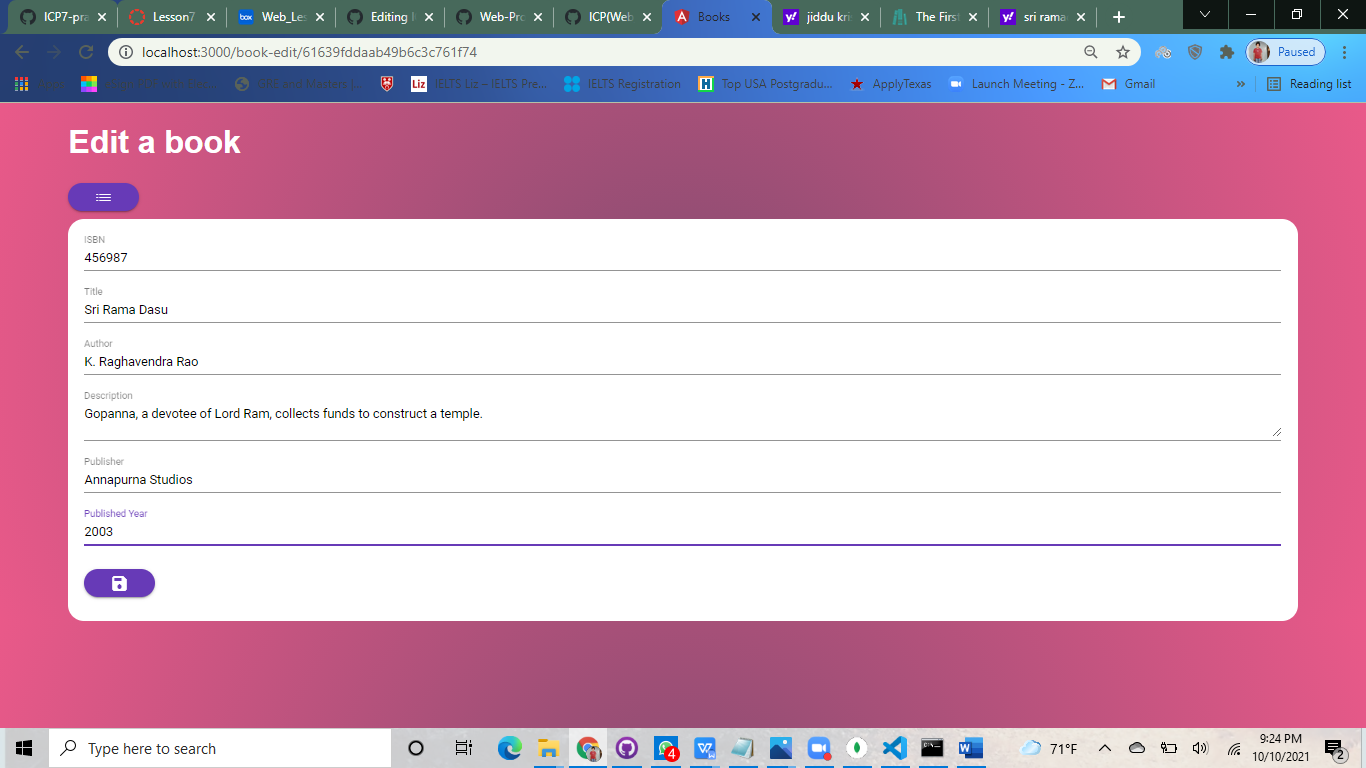 ICP7-pra
Lesson7
Web_Les
Editing I
Web-Pro
ICP(Web
Books
jiddu kri
The First
sri rama
localhost:3000/book-edit/61639fddaab49b6c3c761f74
Paused
IELTS Liz – IELTS Pre...
IELTS Registration
Top USA Postgradu...
ApplyTexas
Launch Meeting - Z...
Gmail
Reading list
Edit a book
ISBN
456987
Title
Sri Rama Dasu
Author
K. Raghavendra Rao
Description
Gopanna, a devotee of Lord Ram, collects funds to construct a temple.
Publisher
Annapurna Studios
Published Year
2003
Type here to search
4
71°F
9:24 PM
10/10/2021
2